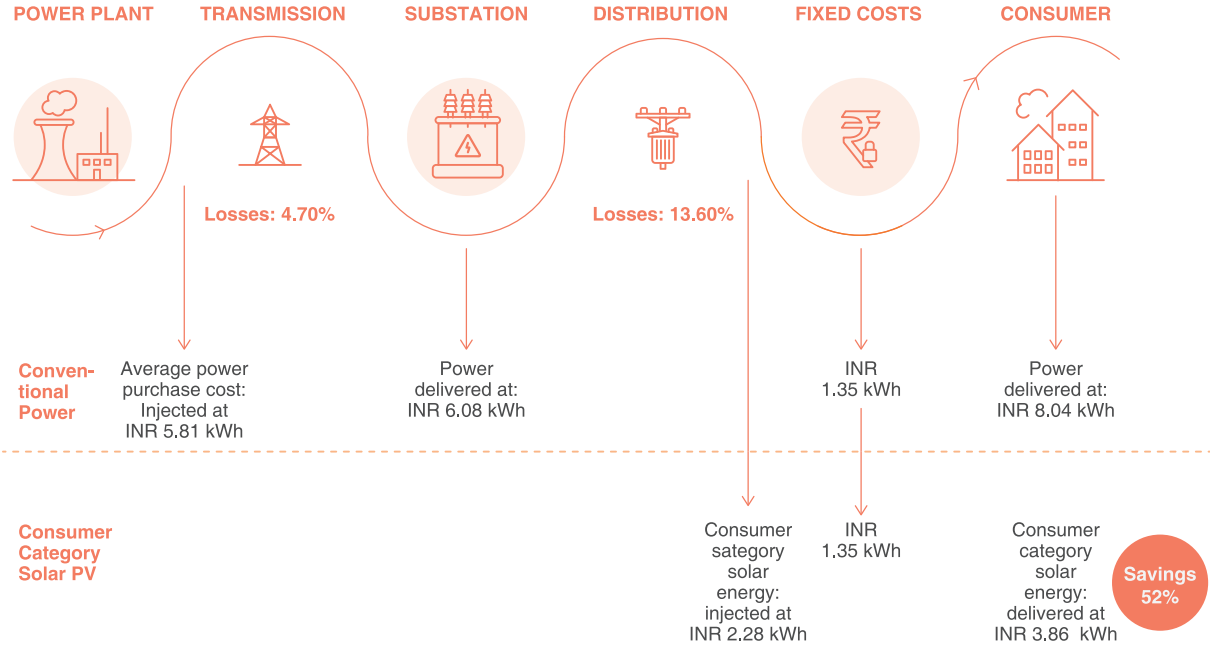 POWER PLANT
TRANSMISSION
SUBSTATION
DISTRIBUTION
FIXED COSTS
CONSUMER
Losses: 4.70%
Losses: 13.60%
Conven-
tional
Power
Average power
purchase cost:
Injected at
INR 5.81 kWh
Power
delivered at:
INR 6.08 kWh
INR
1.35 kWh
Power
delivered at:
INR 8.04 kWh
Consumer
Category
Solar PV
Consumer
sategory
solar
energy:
injected at
INR 2.28 kWh
INR
1.35 kWh
Consumer
category
solar
energy:
delivered at
INR 3.86 kWh
Savings
52%